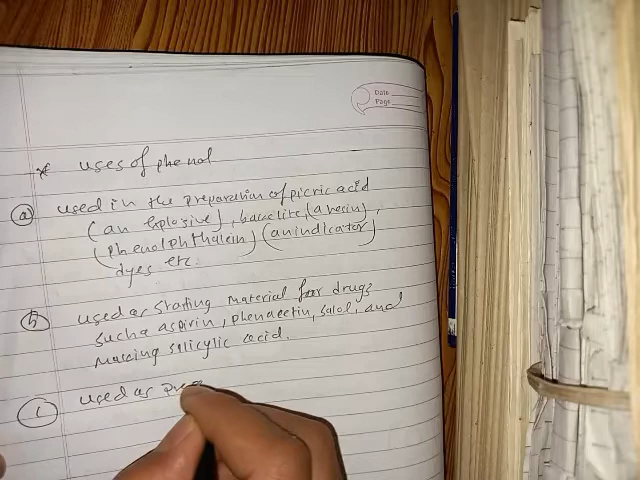 Date
Page
* uses of phenol
(a) used in the preparation of picric acid
(an explosive), bakelite, (a resin),
(phenolphthalein) (an indicator)
dyes etc.
(b) used as starting material for drugs
such a aspirin, phenacetin, salol, and
making salicylic acid.
used as